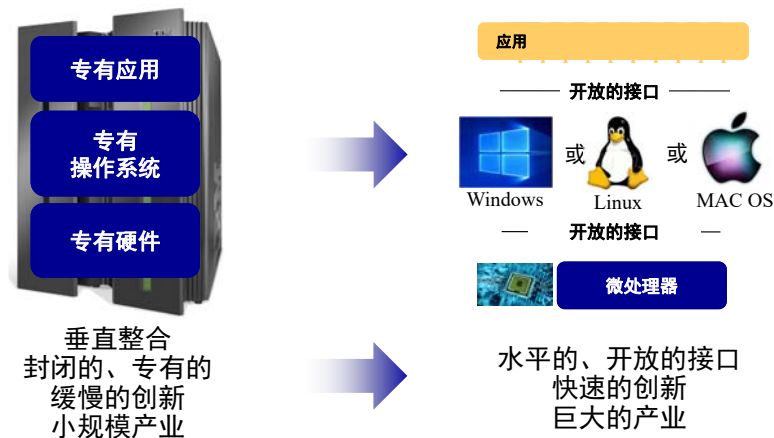 专有应用
专有
操作系统
专有硬件
垂直整合
封闭的、专有的
缓慢的创新
小规模产业
应用
开放的接口
或
或
Windows
Linux
MAC OS
开放的接口
微处理器
水平的、开放的接口
快速的创新
巨大的产业